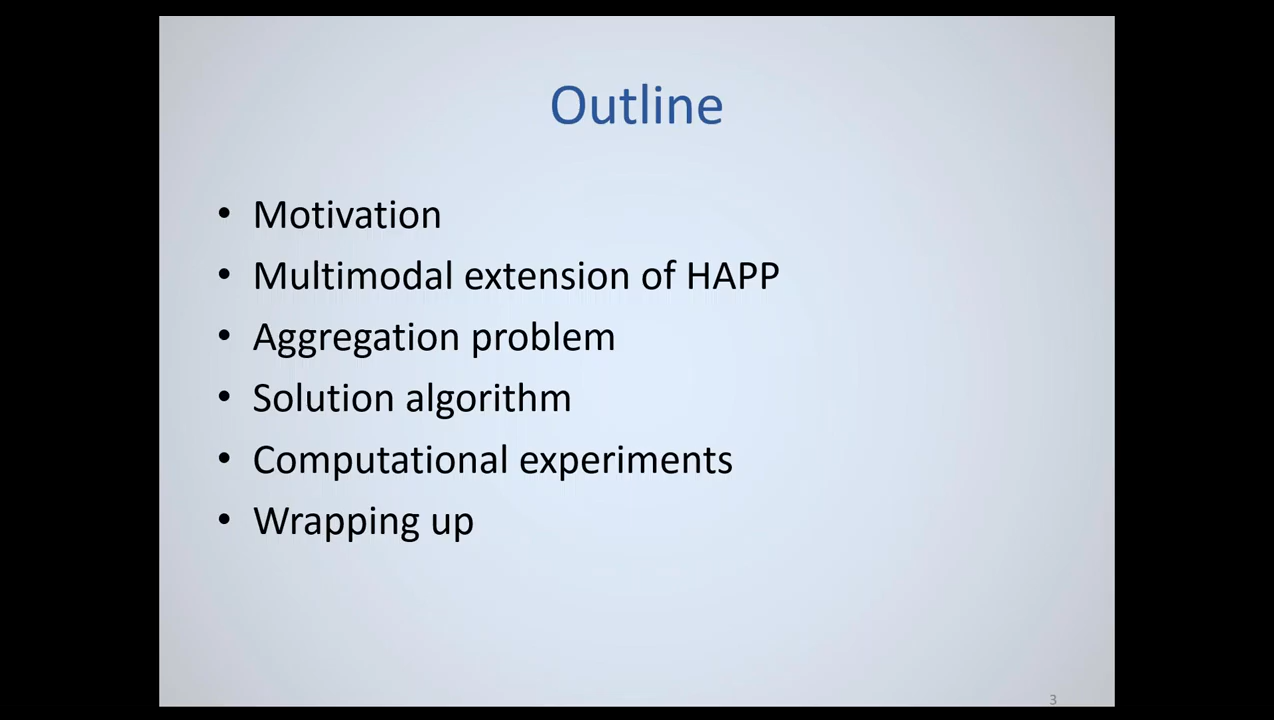 Outline
• Motivation
• Multimodal extension of HAPP
• Aggregation problem
• Solution algorithm
• Computational experiments
• Wrapping up
3